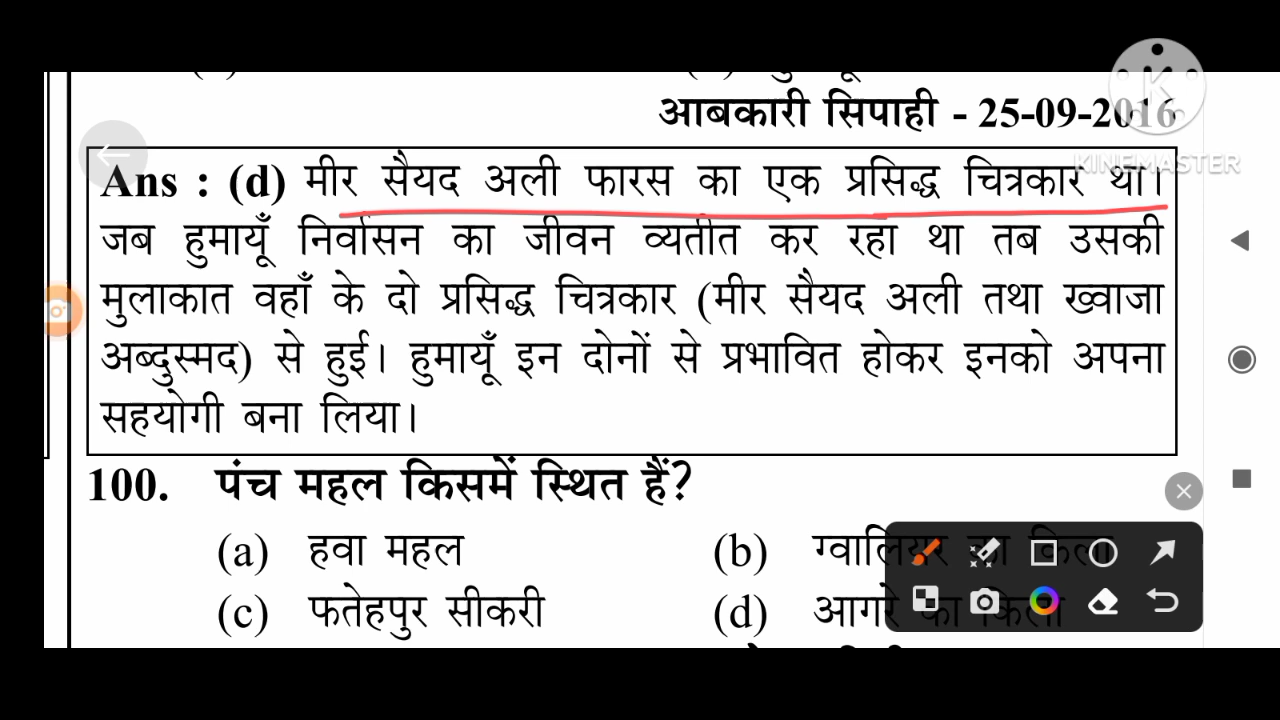 आबकारी सिपाही - 25-09-2016
KINEMASTER
Ans : (d) मीर सैयद अली फारस का एक प्रसिद्ध चित्रकार था।
जब हुमायूँ निर्वासन का जीवन व्यतीत कर रहा था तब उसकी
मुलाकात वहाँ के दो प्रसिद्ध चित्रकार (मीर सैयद अली तथा ख्वाजा
अब्दुस्मद) से हुई। हुमायूँ इन दोनों से प्रभावित होकर इनको अपना
सहयोगी बना लिया।
100. पंच महल किसमें स्थित हैं?
(a) हवा महल (b) ग्वालियर का किला
(c) फतेहपुर सीकरी (d) आगरे का किला